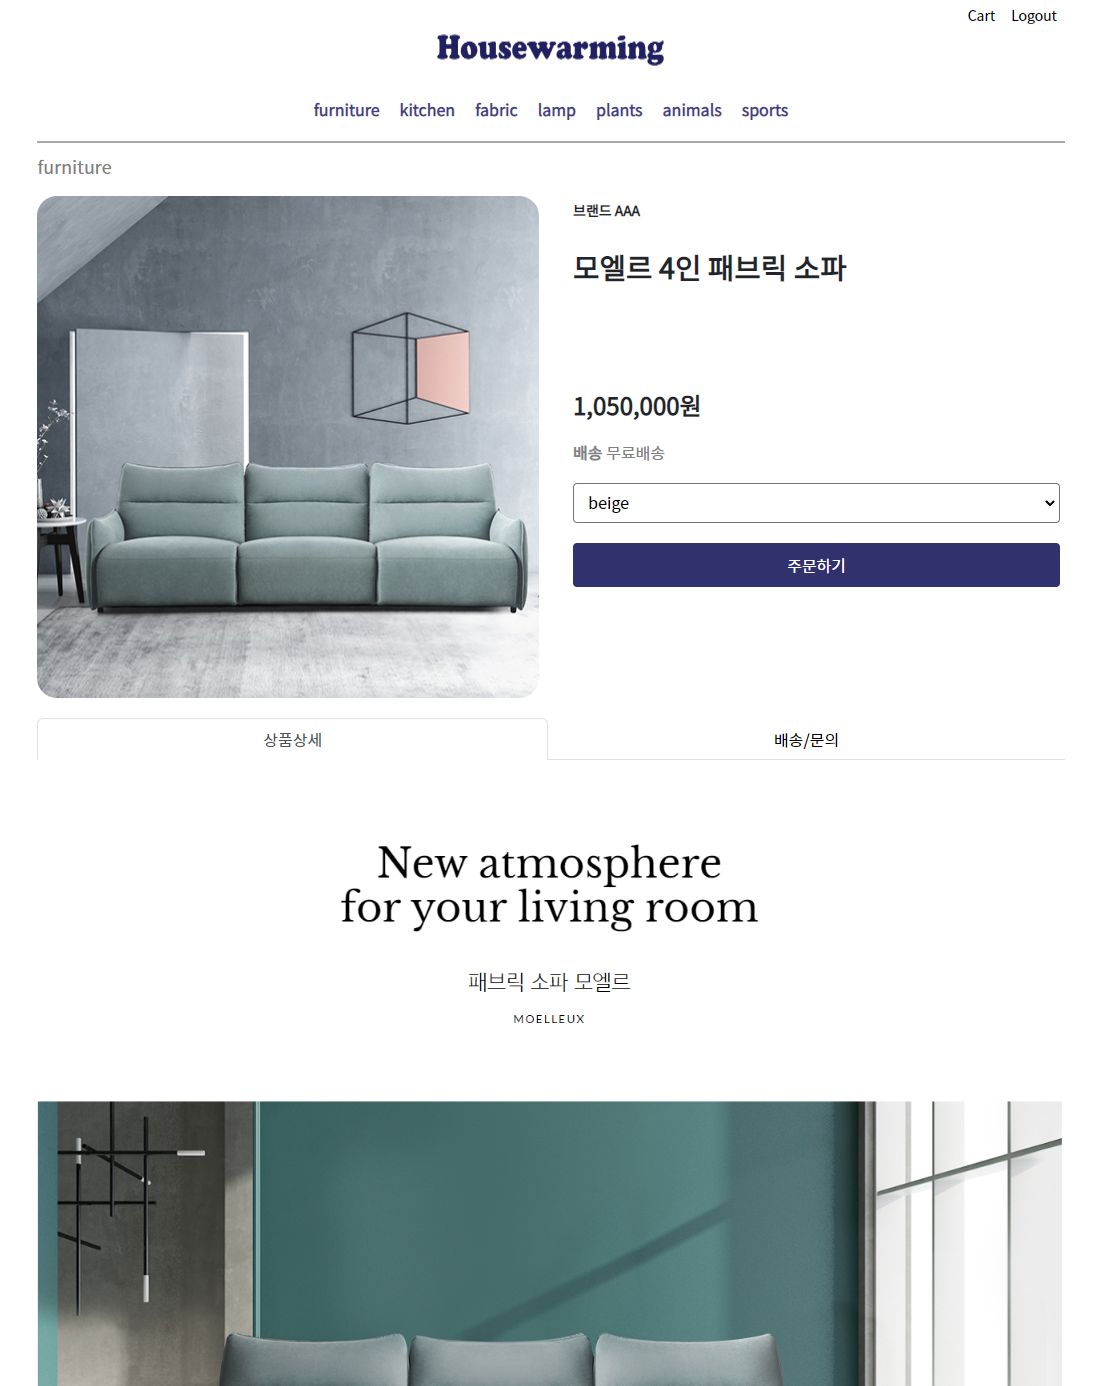 Cart Logout
Housewarming
furniture kitchen fabric lamp plants animals sports
furniture
브랜드 AAA
모엘르 4인 패브릭 소파
1,050,000원
배송 무료배송
beige
주문하기
상품상세 배송/문의
New atmosphere
for your living room
패브릭 소파 모엘르
MOELLEUX